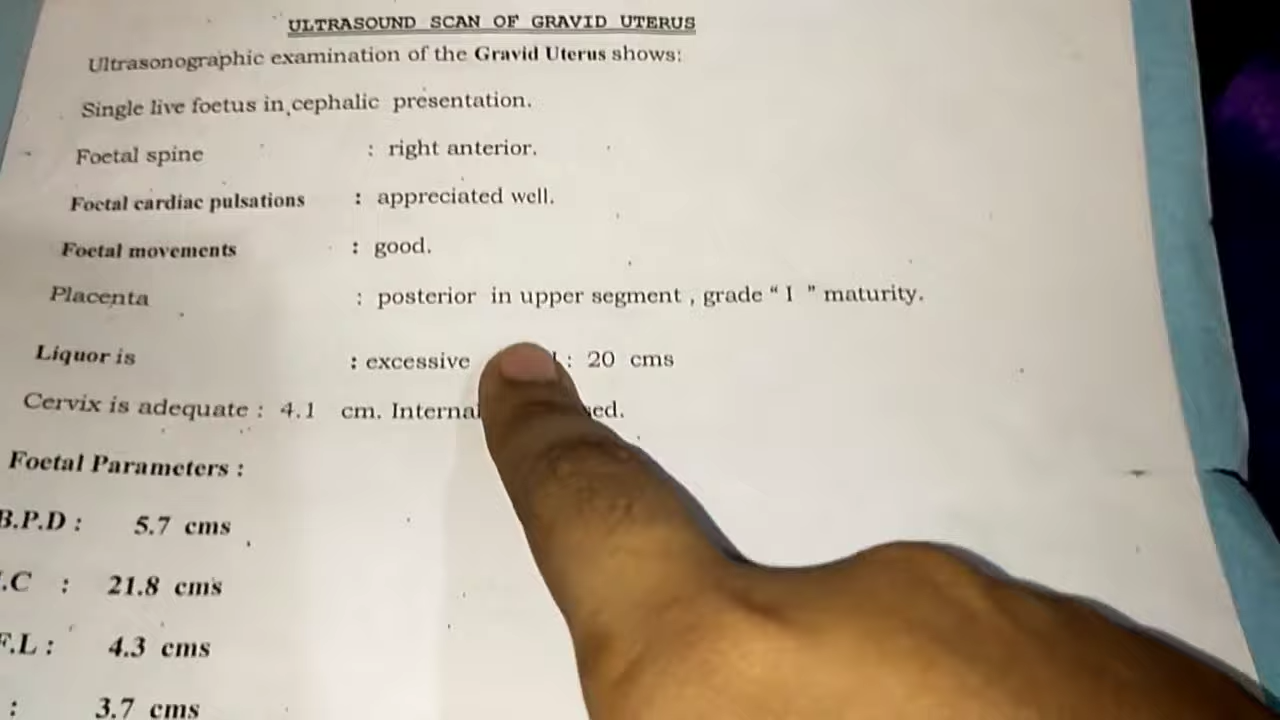 ULTRASOUND SCAN OF GRAVID UTERUS
Ultrasonographic examination of the Gravid Uterus shows:
Single live foetus in cephalic presentation.
Foetal spine : right anterior.
Foetal cardiac pulsations : appreciated well.
Foetal movements : good.
Placenta : posterior in upper segment , grade “ I ” maturity.
Liquor is : excessive : 20 cms
Cervix is adequate : 4.1 cm. Internal
Foetal Parameters :
B.P.D : 5.7 cms
.C : 21.8 cms
F.L : 4.3 cms
: 3.7 cms